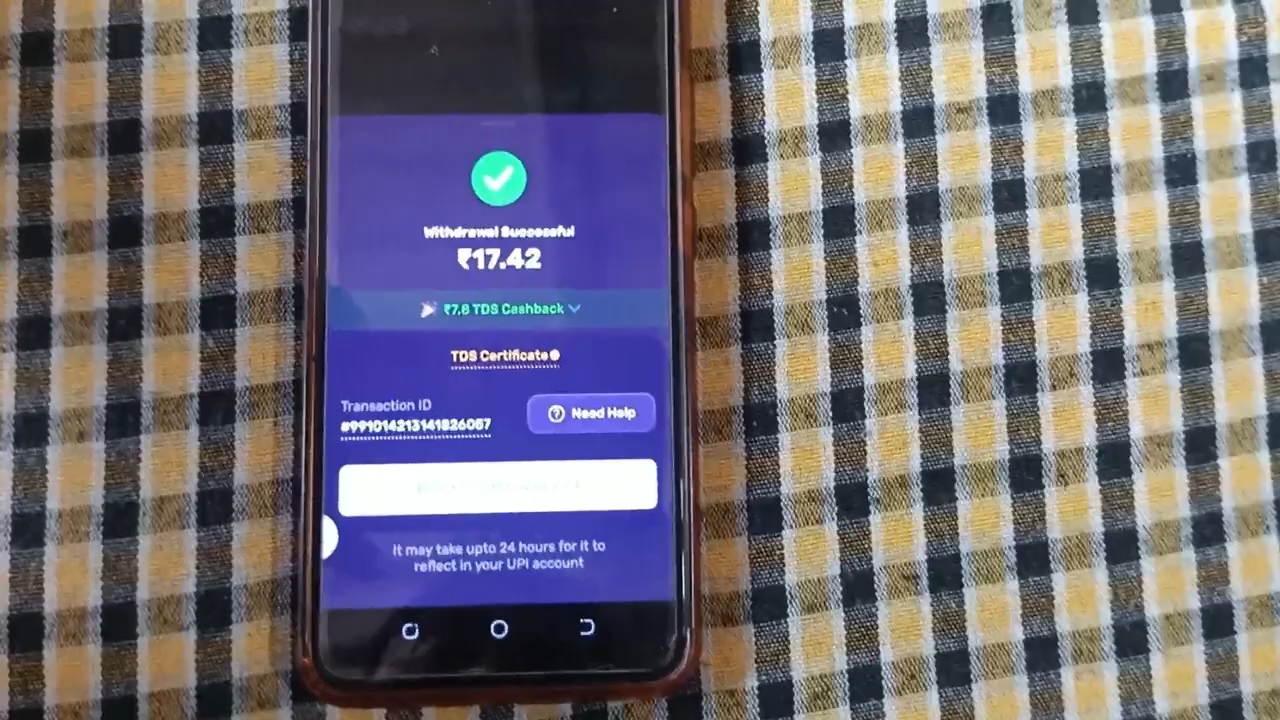 Withdrawal Successful
₹17.42
₹7.8 TDS Cashback
TDS Certificate
Transaction ID
#991014213141826057
Need Help
It may take upto 24 hours for it to
reflect in your UPI account